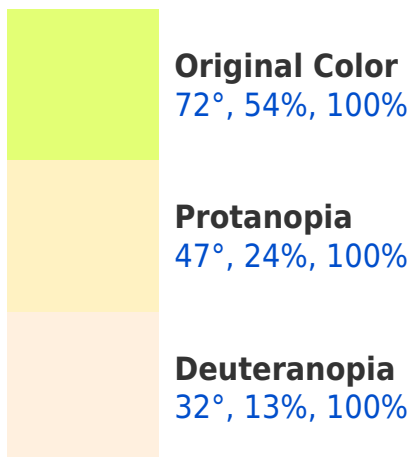 Original Color
72°, 54%, 100%
Protanopia
47°, 24%, 100%
Deuteranopia
32°, 13%, 100%